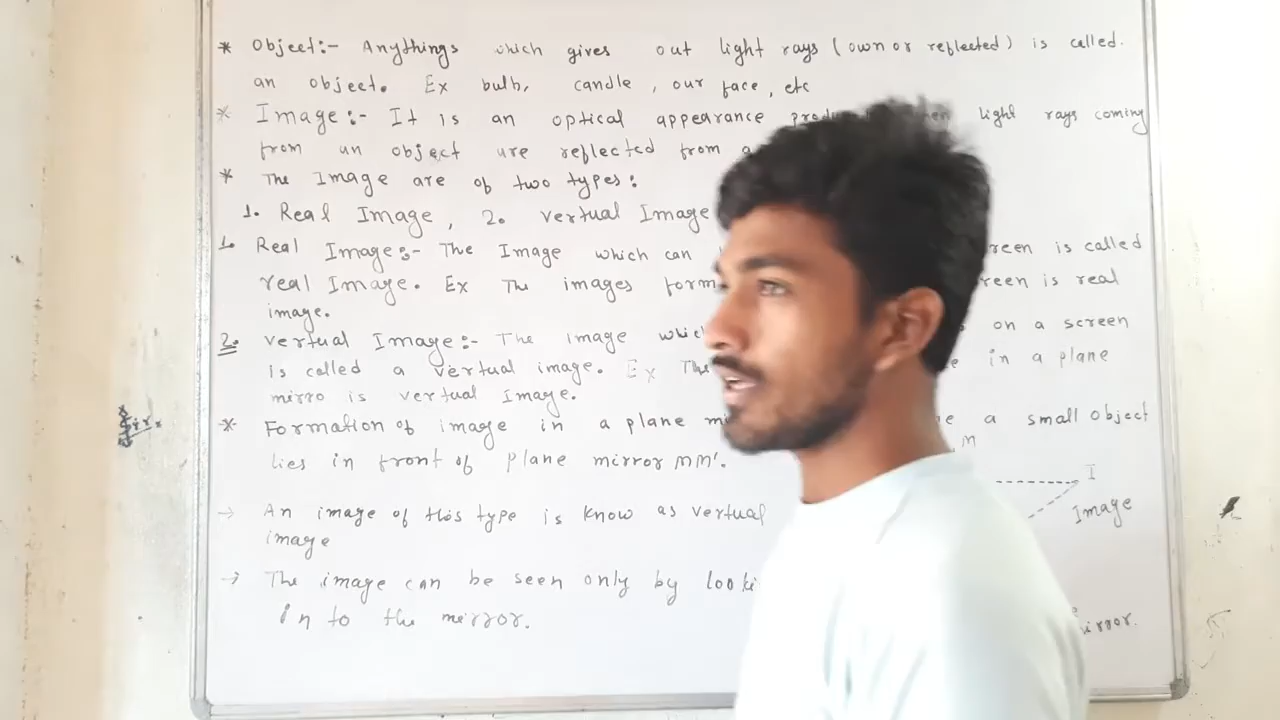 * Object:- Anythings which gives out light rays (own or reflected) is called.
an object. Ex bulb, candle, our face, etc
* Image:- It is an optical appearance light rays coming
from an object are reflected from a
* The Image are of two types:
1. Real Image, 2. vertual Image
1. Real Image:- The Image which can is called
real Image. Ex The images is real
image.
2. vertual Image:- The image on a screen
is called a vertual image. Ex The in a plane
mirro is vertual Image.
* Formation of image in a plane a small object
lies in front of plane mirror MM'.
M
I
Image
→ An image of this type is know as vertual
image
→ The image can be seen only by
in to the mirror.